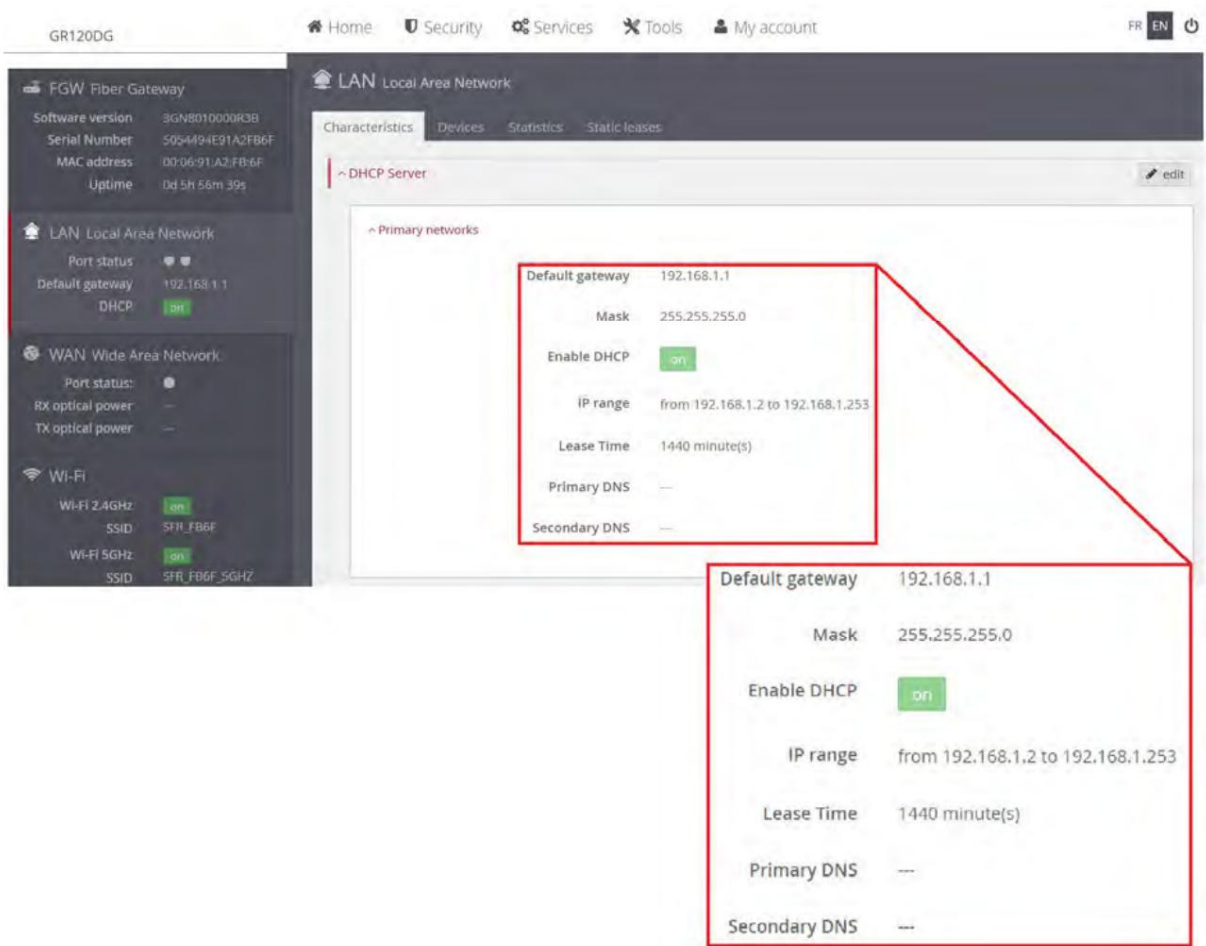 GR120DG
Home Security Services Tools My account FR EN
FGW Fiber Gateway
Software version 3GN8010000R3B
Serial Number 5054494E91A2FB6F
MAC address 00:06:91:A2:FB:6F
Uptime 0d 5h 56m 39s
LAN Local Area Network
Port status
Default gateway 192.168.1.1
DHCP on
WAN Wide Area Network
Port status:
RX optical power ---
TX optical power ---
Wi-Fi
Wi-Fi 2.4GHz on
SSID SFR_FB6F
Wi-Fi 5GHz on
SSID SFR_FB6F_5GHZ
LAN Local Area Network
Characteristics Devices Statistics Static leases
DHCP Server edit
Primary networks
Default gateway 192.168.1.1
Mask 255.255.255.0
Enable DHCP on
IP range from 192.168.1.2 to 192.168.1.253
Lease Time 1440 minute(s)
Primary DNS ---
Secondary DNS ---
Default gateway 192.168.1.1
Mask 255.255.255.0
Enable DHCP on
IP range from 192.168.1.2 to 192.168.1.253
Lease Time 1440 minute(s)
Primary DNS ---
Secondary DNS ---